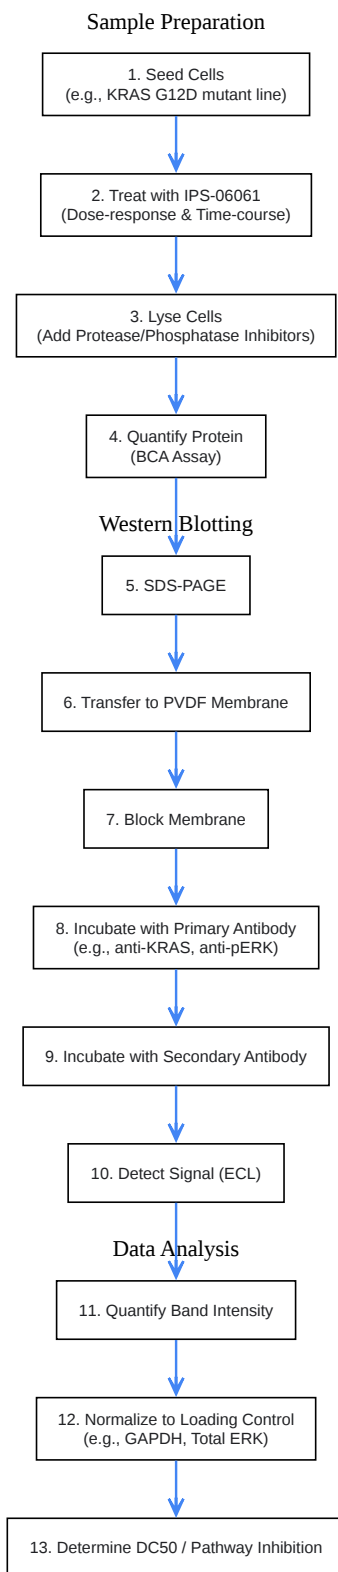 Sample Preparation
1. Seed Cells
(e.g., KRAS G12D mutant line)
2. Treat with IPS-06061
(Dose-response & Time-course)
3. Lyse Cells
(Add Protease/Phosphatase Inhibitors)
4. Quantify Protein
(BCA Assay)
Western Blotting
5. SDS-PAGE
6. Transfer to PVDF Membrane
7. Block Membrane
8. Incubate with Primary Antibody
(e.g., anti-KRAS, anti-pERK)
9. Incubate with Secondary Antibody
10. Detect Signal (ECL)
Data Analysis
11. Quantify Band Intensity
12. Normalize to Loading Control
(e.g., GAPDH, Total ERK)
13. Determine DC50 / Pathway Inhibition